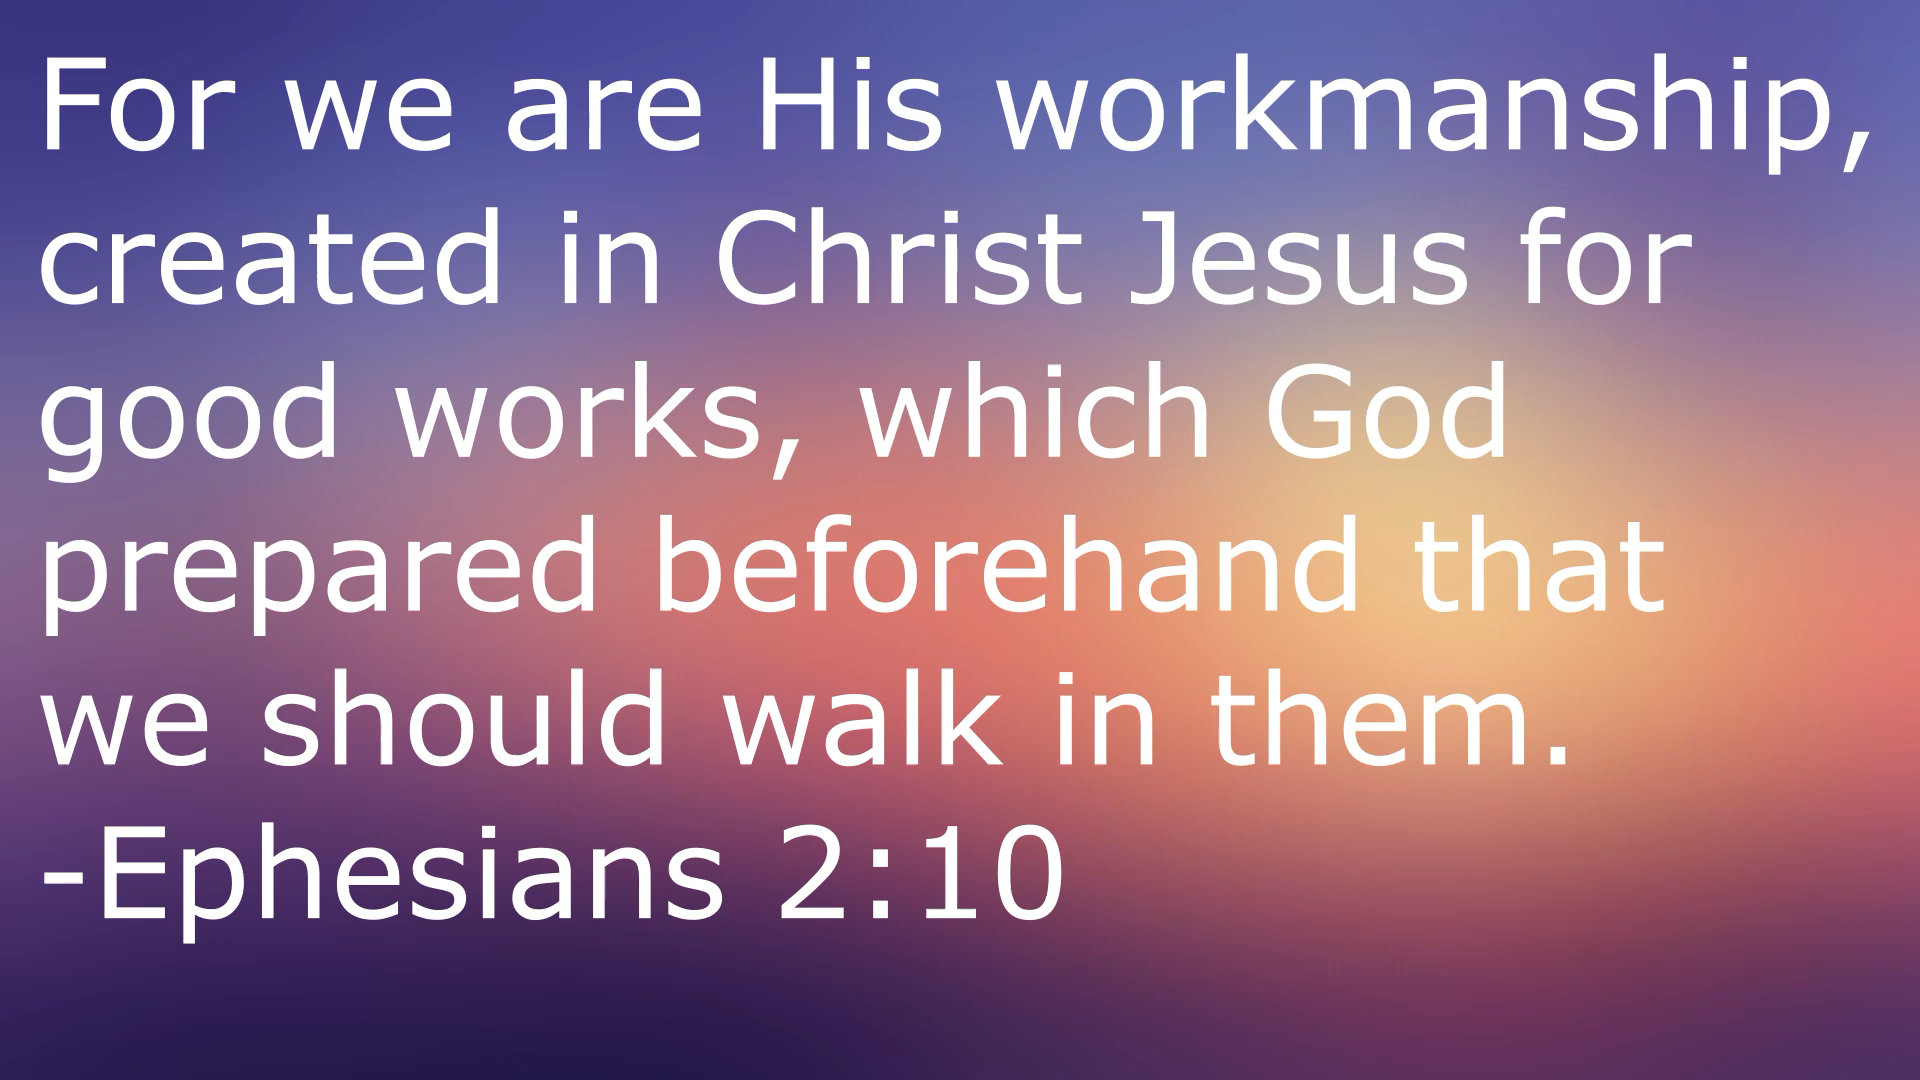 For we are His workmanship,
created in Christ Jesus for
good works, which God
prepared beforehand that
we should walk in them.
-Ephesians 2:10